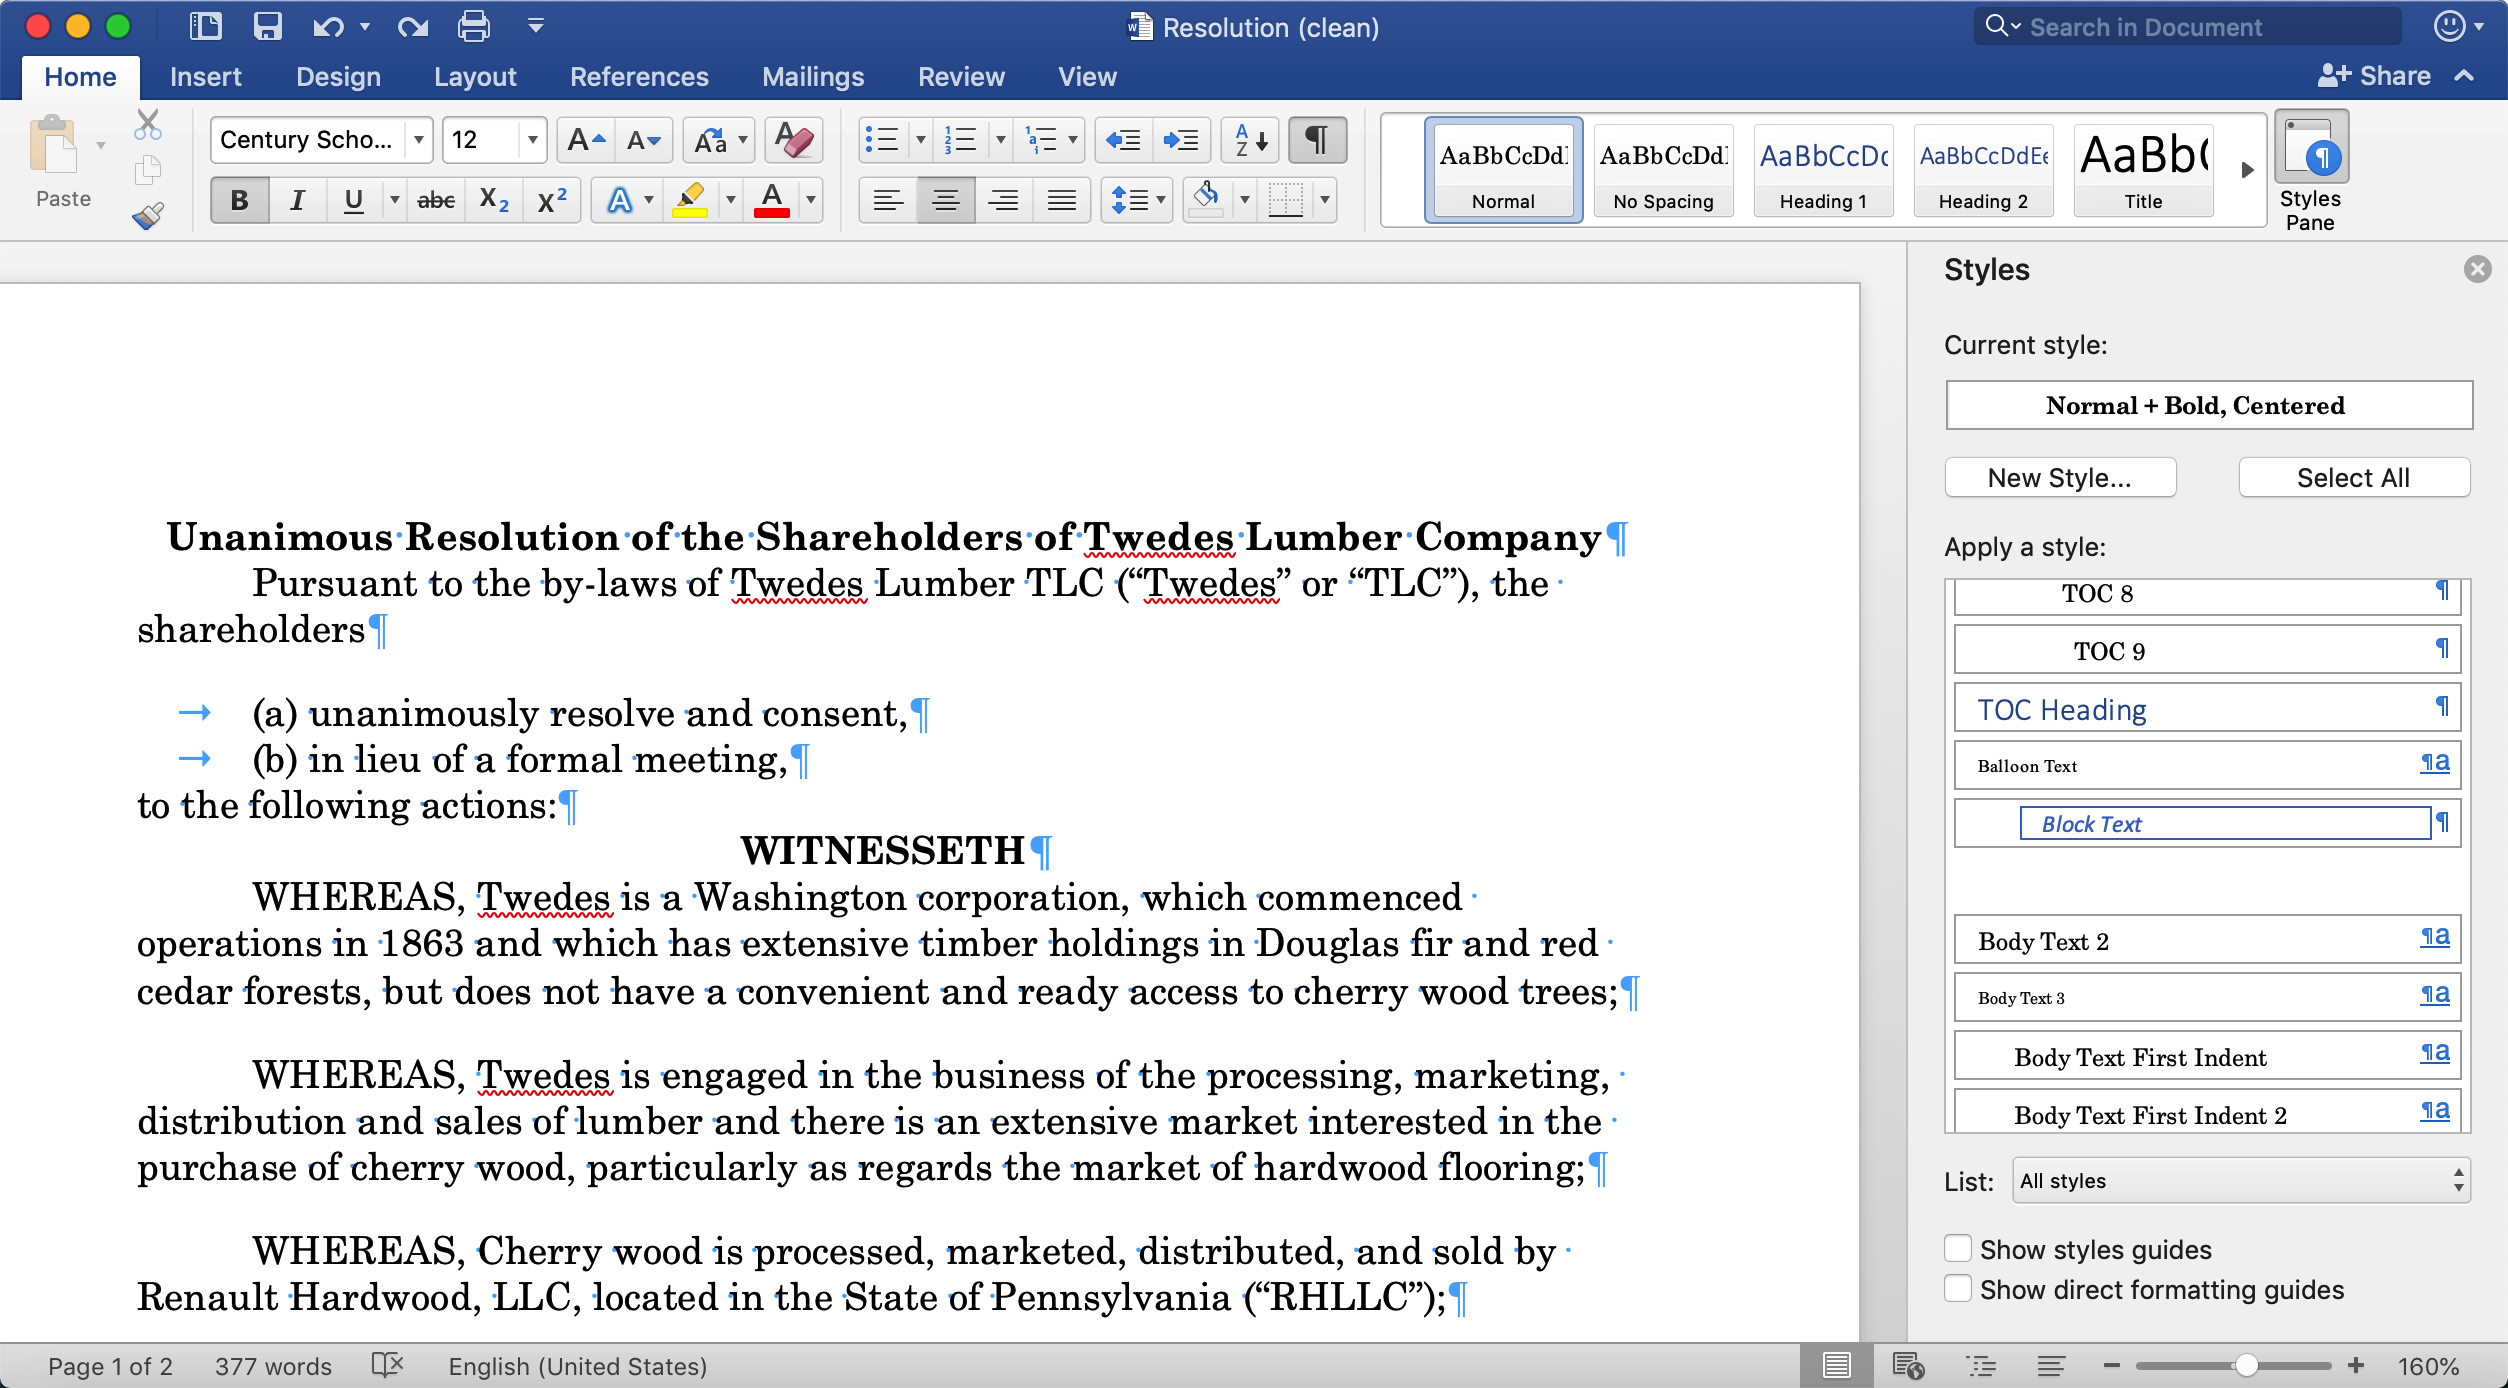 Resolution (clean)
Search in Document
Home Insert Design Layout References Mailings Review View
Share
Paste
Century Scho...
12
AaBbCcDdI Normal
AaBbCcDdI No Spacing
AaBbCcDc Heading 1
AaBbCcDdEe Heading 2
AaBb( Title
Styles
Pane
Unanimous Resolution of the Shareholders of Twedes Lumber Company¶
Pursuant to the by-laws of Twedes Lumber TLC (“Twedes” or “TLC”), the
shareholders¶
→ (a) unanimously resolve and consent,¶
→ (b) in lieu of a formal meeting,¶
to the following actions:¶
WITNESSETH¶
WHEREAS, Twedes is a Washington corporation, which commenced
operations in 1863 and which has extensive timber holdings in Douglas fir and red
cedar forests, but does not have a convenient and ready access to cherry wood trees;¶
WHEREAS, Twedes is engaged in the business of the processing, marketing,
distribution and sales of lumber and there is an extensive market interested in the
purchase of cherry wood, particularly as regards the market of hardwood flooring;¶
WHEREAS, Cherry wood is processed, marketed, distributed, and sold by
Renault Hardwood, LLC, located in the State of Pennsylvania (“RHLLC”);¶
Styles
Current style:
Normal + Bold, Centered
New Style... Select All
Apply a style:
TOC 8 ¶
TOC 9 ¶
TOC Heading ¶
Balloon Text ¶a
Block Text ¶
Body Text 2 ¶a
Body Text 3 ¶a
Body Text First Indent ¶a
Body Text First Indent 2 ¶a
List: All styles
Show styles guides
Show direct formatting guides
Page 1 of 2 377 words English (United States) 160%